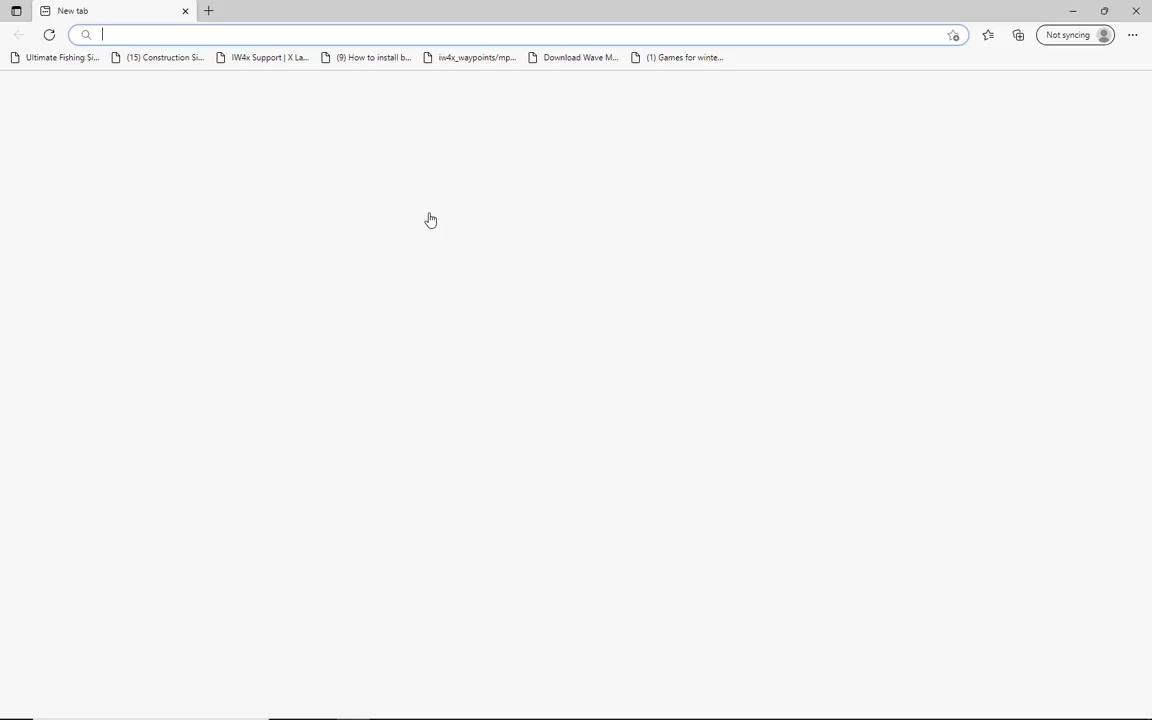 New tab
Not syncing
Ultimate Fishing Si... (15) Construction Si... IW4x Support | X La... (9) How to install b... iw4x_waypoints/mp... Download Wave M... (1) Games for winte...